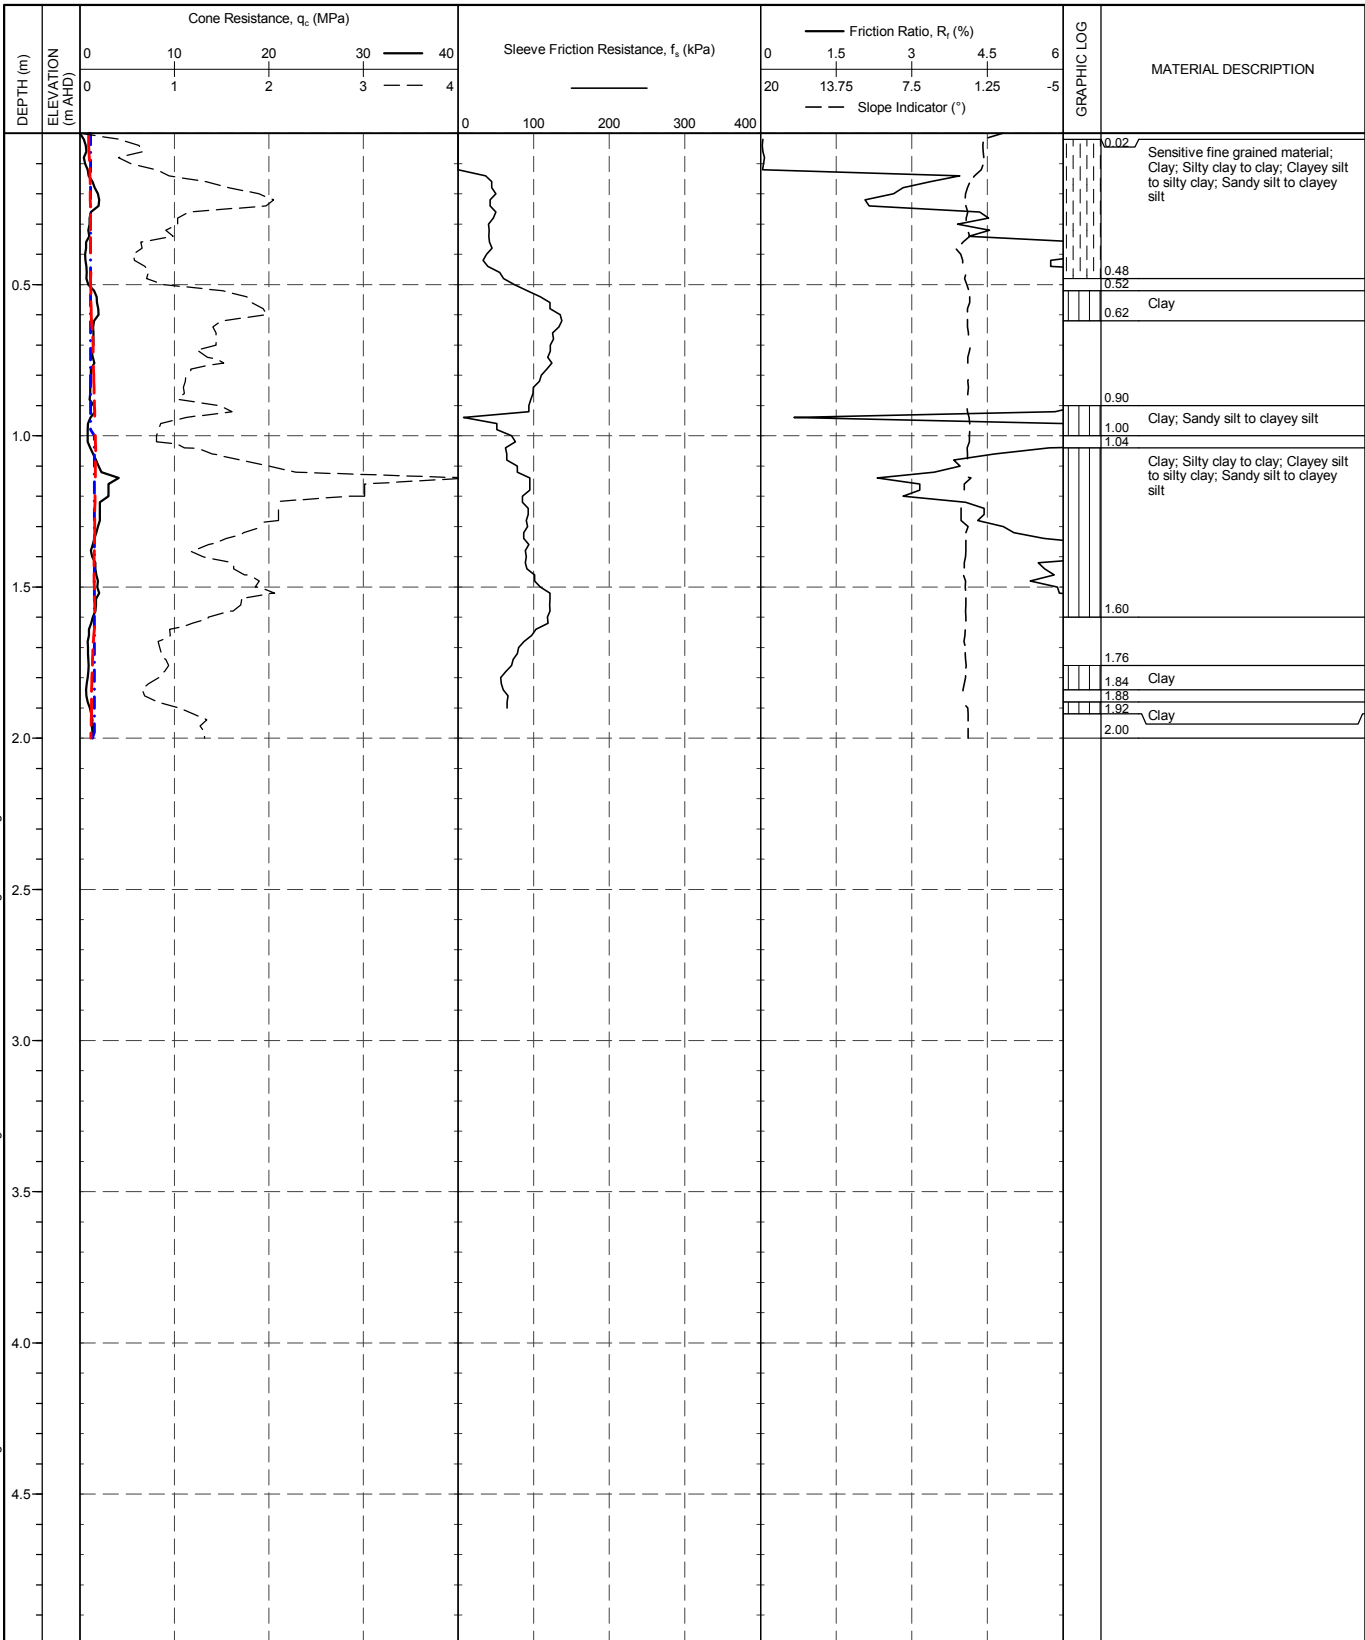 Cone Resistance, qc (MPa)
0 10 20 30 40
0 1 2 3 4
Sleeve Friction Resistance, fs (kPa)
0 100 200 300 400
Friction Ratio, Rf (%)
0 1.5 3 4.5 6
20 13.75 7.5 1.25 -5
Slope Indicator (°)
DEPTH (m)
ELEVATION
(m AHD)
GRAPHIC LOG
MATERIAL DESCRIPTION
0.02
Sensitive fine grained material;
Clay; Silty clay to clay; Clayey silt
to silty clay; Sandy silt to clayey
silt
0.48
0.5
0.52
Clay
0.62
0.90
Clay; Sandy silt to clayey silt
1.00
1.0
1.04
Clay; Silty clay to clay; Clayey silt
to silty clay; Sandy silt to clayey
silt
1.5
1.60
1.76
Clay
1.84
1.88
1.92
Clay
2.00
2.0
2.5
3.0
3.5
4.0
4.5